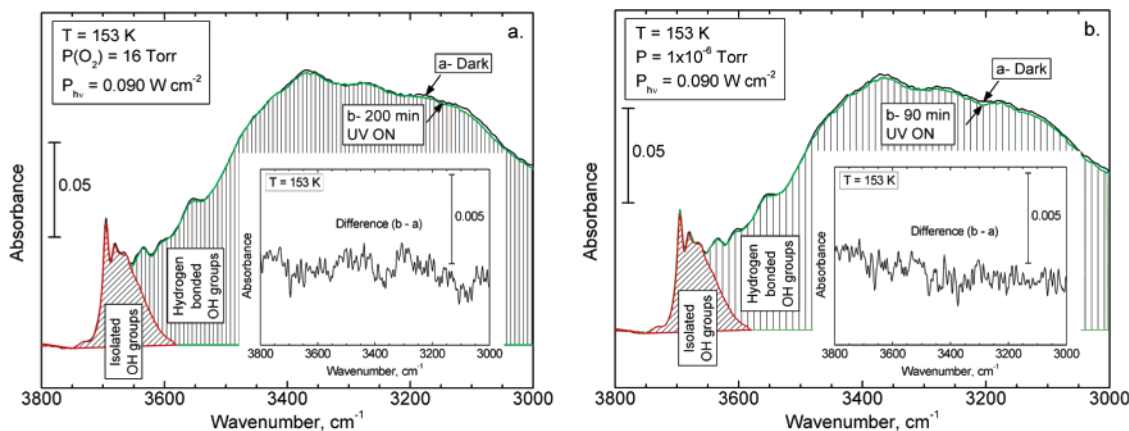 a.
T = 153 K
P(O₂) = 16 Torr
Pₕᵥ = 0.090 W cm⁻²
a- Dark
b- 200 min
UV ON
0.05
Absorbance
Isolated
OH groups
Hydrogen
bonded
OH groups
T = 153 K
0.005
Difference (b - a)
Absorbance
3800 3600 3400 3200 3000
Wavenumber, cm⁻¹
3800 3600 3400 3200 3000
Wavenumber, cm⁻¹
b.
T = 153 K
P = 1x10⁻⁶ Torr
Pₕᵥ = 0.090 W cm⁻²
a- Dark
b- 90 min
UV ON
0.05
Absorbance
Isolated
OH groups
Hydrogen
bonded
OH groups
T = 153 K
0.005
Difference (b - a)
Absorbance
3800 3600 3400 3200 3000
Wavenumber, cm⁻¹
3800 3600 3400 3200 3000
Wavenumber, cm⁻¹